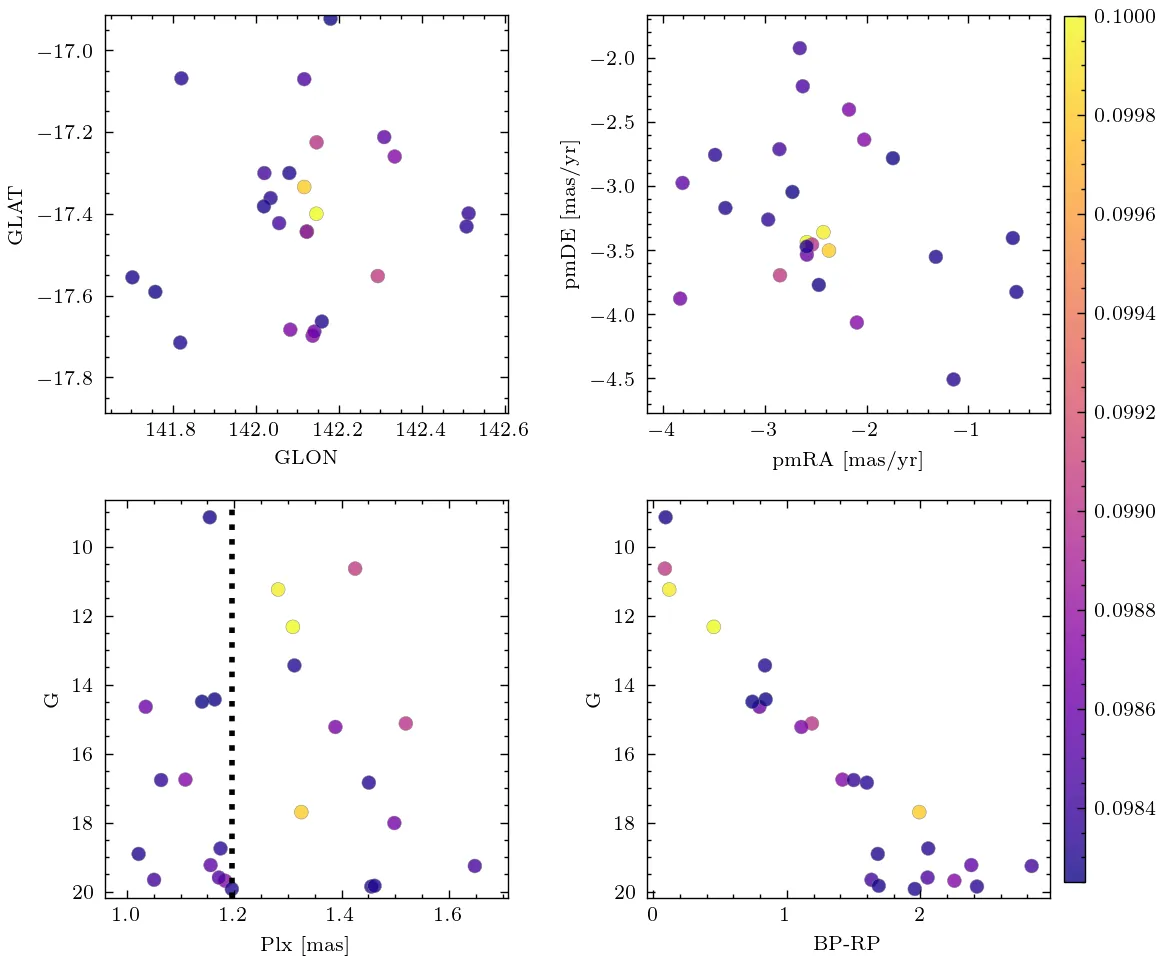 −17.0
−17.2
−17.4
−17.6
−17.8
GLAT
141.8 142.0 142.2 142.4 142.6
GLON
−2.0
−2.5
−3.0
−3.5
−4.0
−4.5
pmDE [mas/yr]
−4 −3 −2 −1
pmRA [mas/yr]
10
12
14
16
18
20
G
1.0 1.2 1.4 1.6
Plx [mas]
10
12
14
16
18
20
G
0 1 2
BP-RP
0.1000
0.0998
0.0996
0.0994
0.0992
0.0990
0.0988
0.0986
0.0984